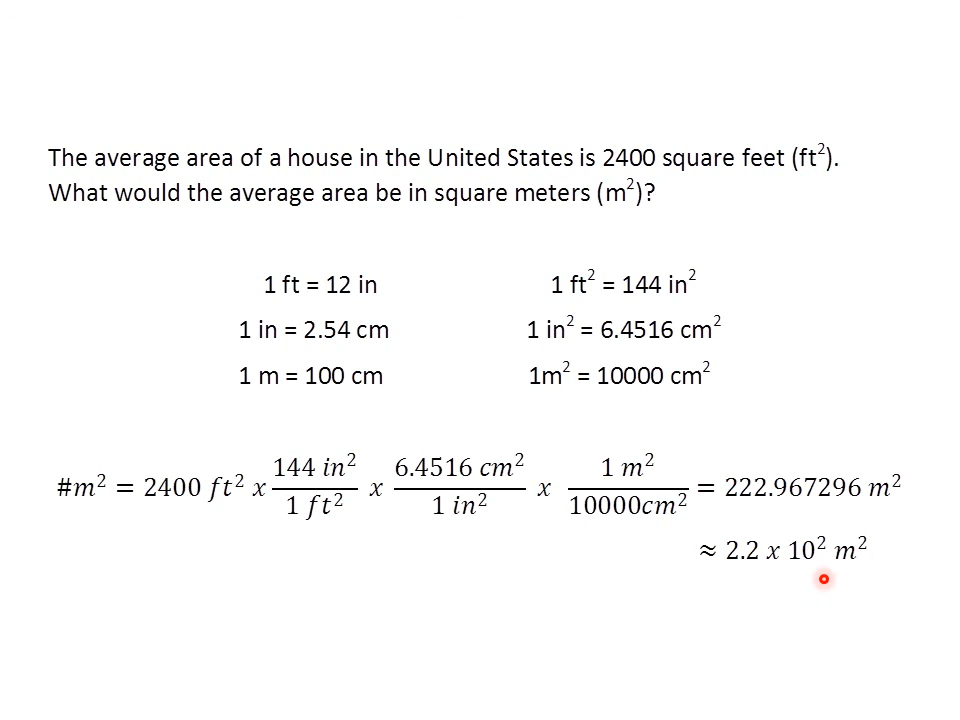 The average area of a house in the United States is 2400 square feet (ft²).
What would the average area be in square meters (m²)?
1 ft = 12 in
1 ft² = 144 in²
1 in = 2.54 cm
1 in² = 6.4516 cm²
1 m = 100 cm
1m² = 10000 cm²
#m² = 2400 ft² x 144 in²/1 ft² x 6.4516 cm²/1 in² x 1 m²/10000cm² = 222.967296 m²
≈ 2.2 x 10² m²